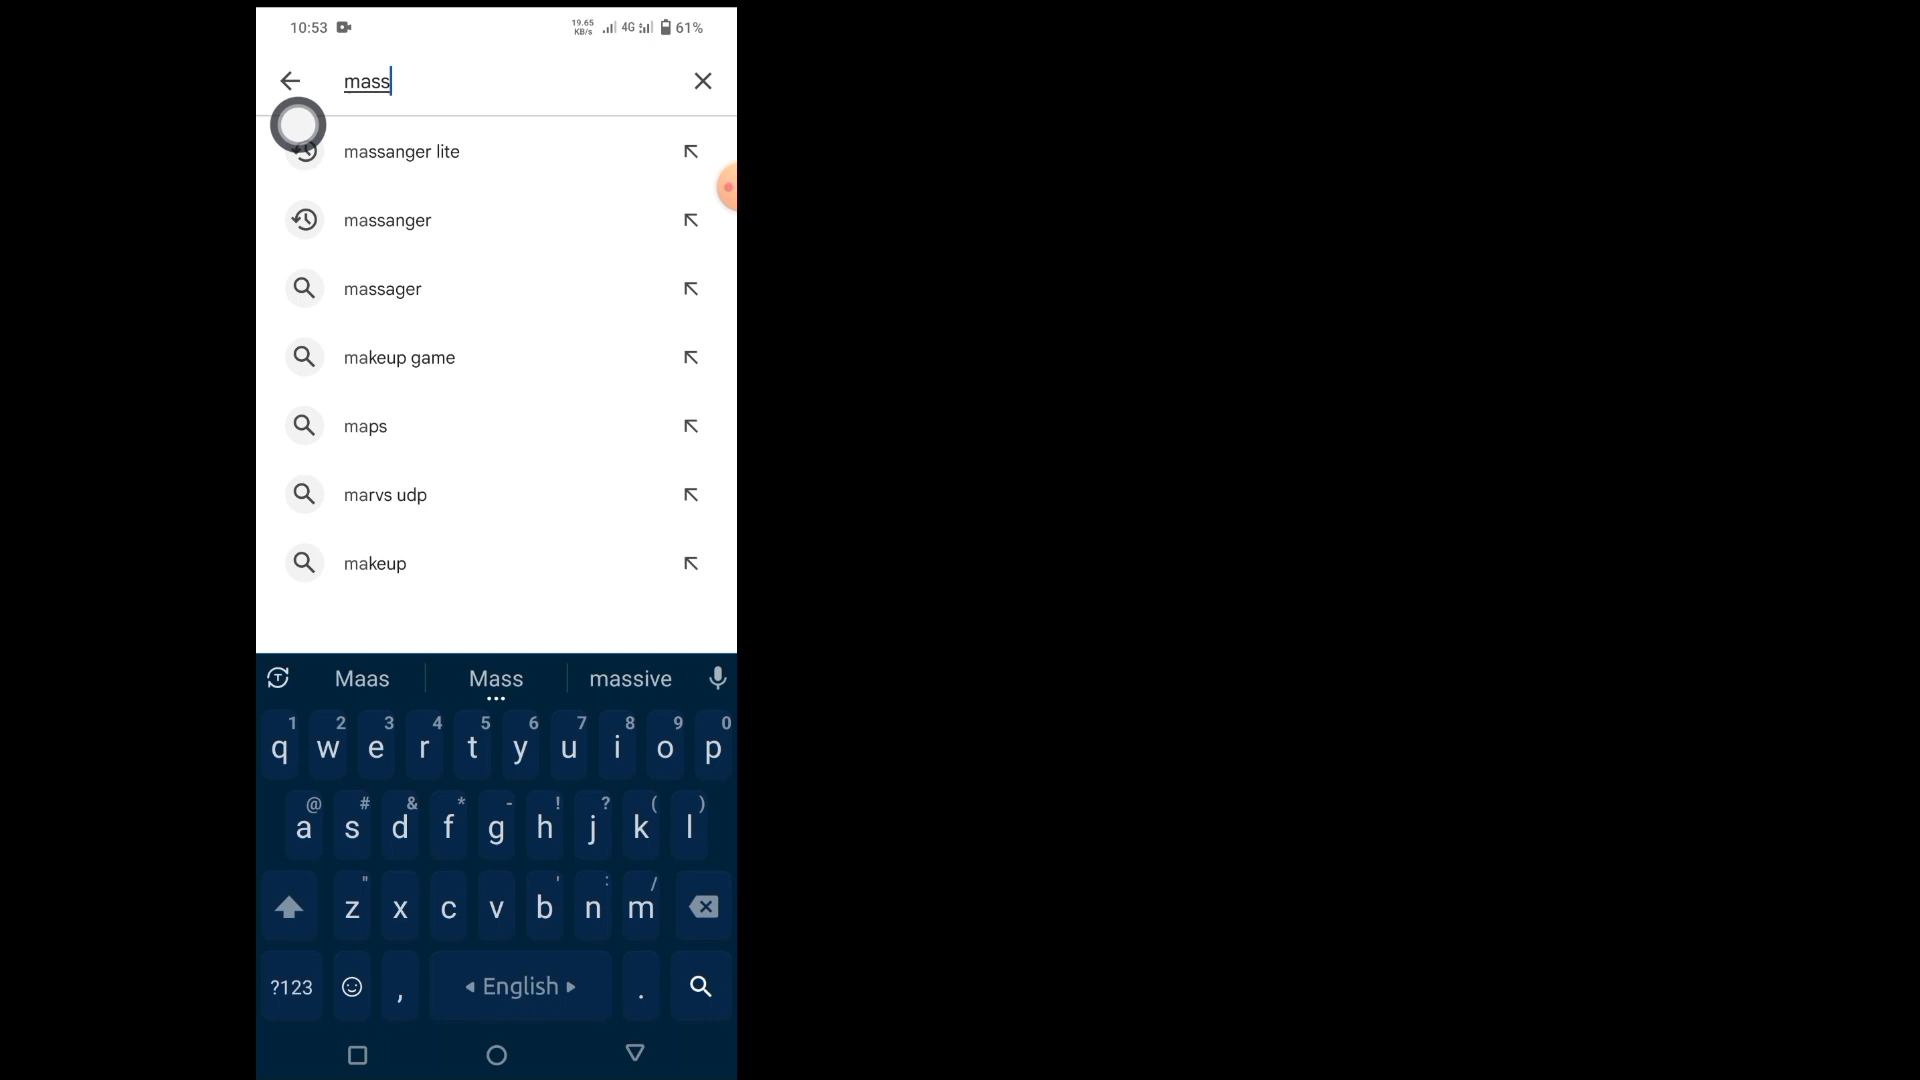 10:53 19.65 KB/s 4G 61%
mass
massanger lite
massanger
massager
makeup game
maps
marvs udp
makeup
Maas Mass massive
1 2 3 4 5 6 7 8 9 0
q w e r t y u i o p
@ # & * - ! ? ( )
a s d f g h j k l
" ' : /
z x c v b n m
?123 , English .